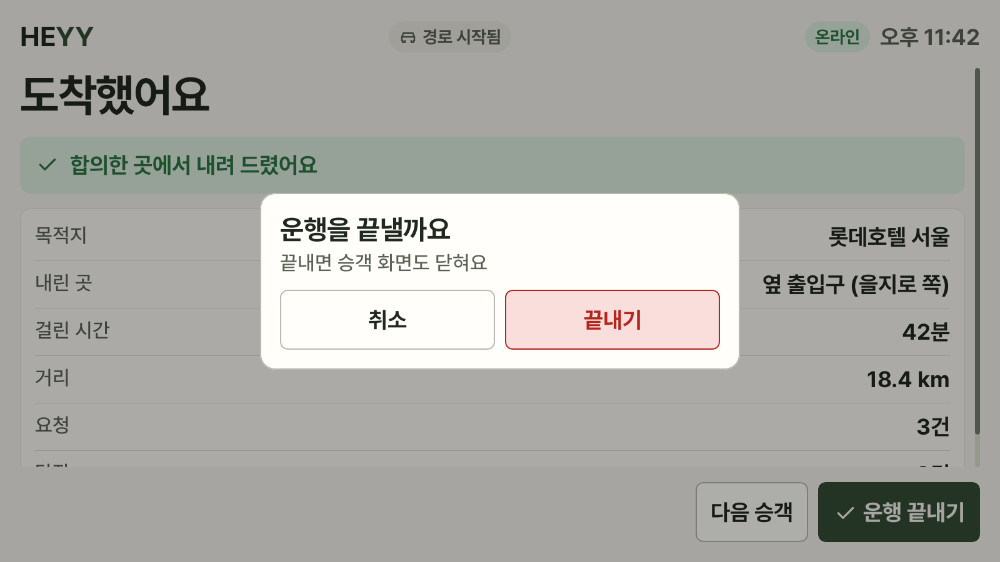 HEYY
경로 시작됨
온라인 오후 11:42
도착했어요
합의한 곳에서 내려 드렸어요
목적지 롯데호텔 서울
내린 곳 옆 출입구 (을지로 쪽)
걸린 시간 42분
거리 18.4 km
요청 3건
운행을 끝낼까요
끝내면 승객 화면도 닫혀요
취소 끝내기
다음 승객 운행 끝내기